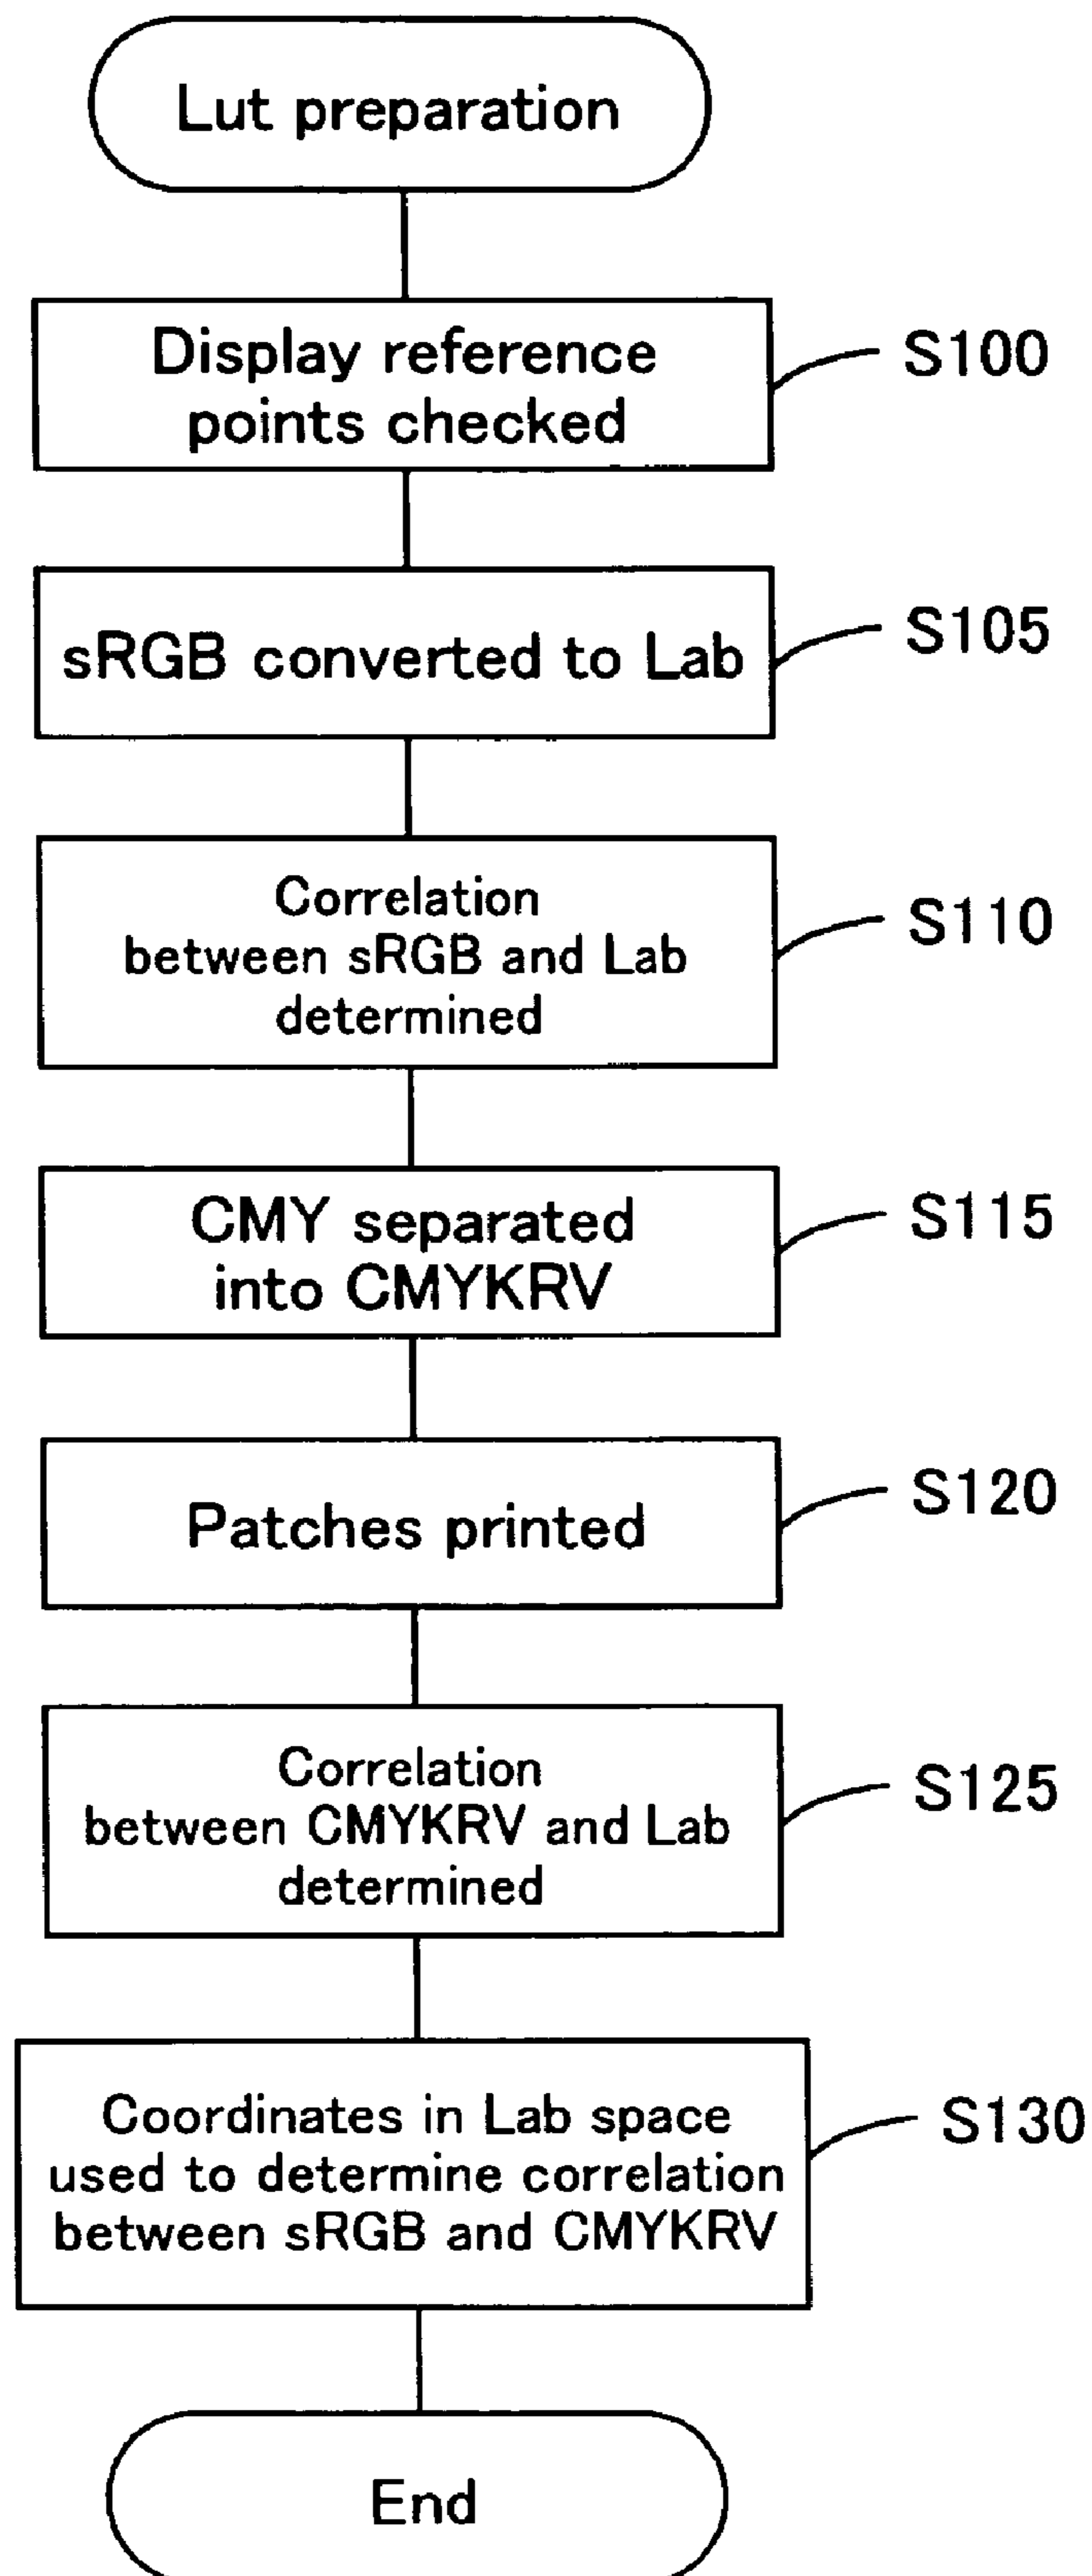 Lut preparation
Display reference
points checked
S100
sRGB converted to Lab
S105
Correlation
between sRGB and Lab
determined
S110
CMY separated
into CMYKRV
S115
Patches printed
S120
Correlation
between CMYKRV and Lab
determined
S125
Coordinates in Lab space
used to determine correlation
between sRGB and CMYKRV
S130
End